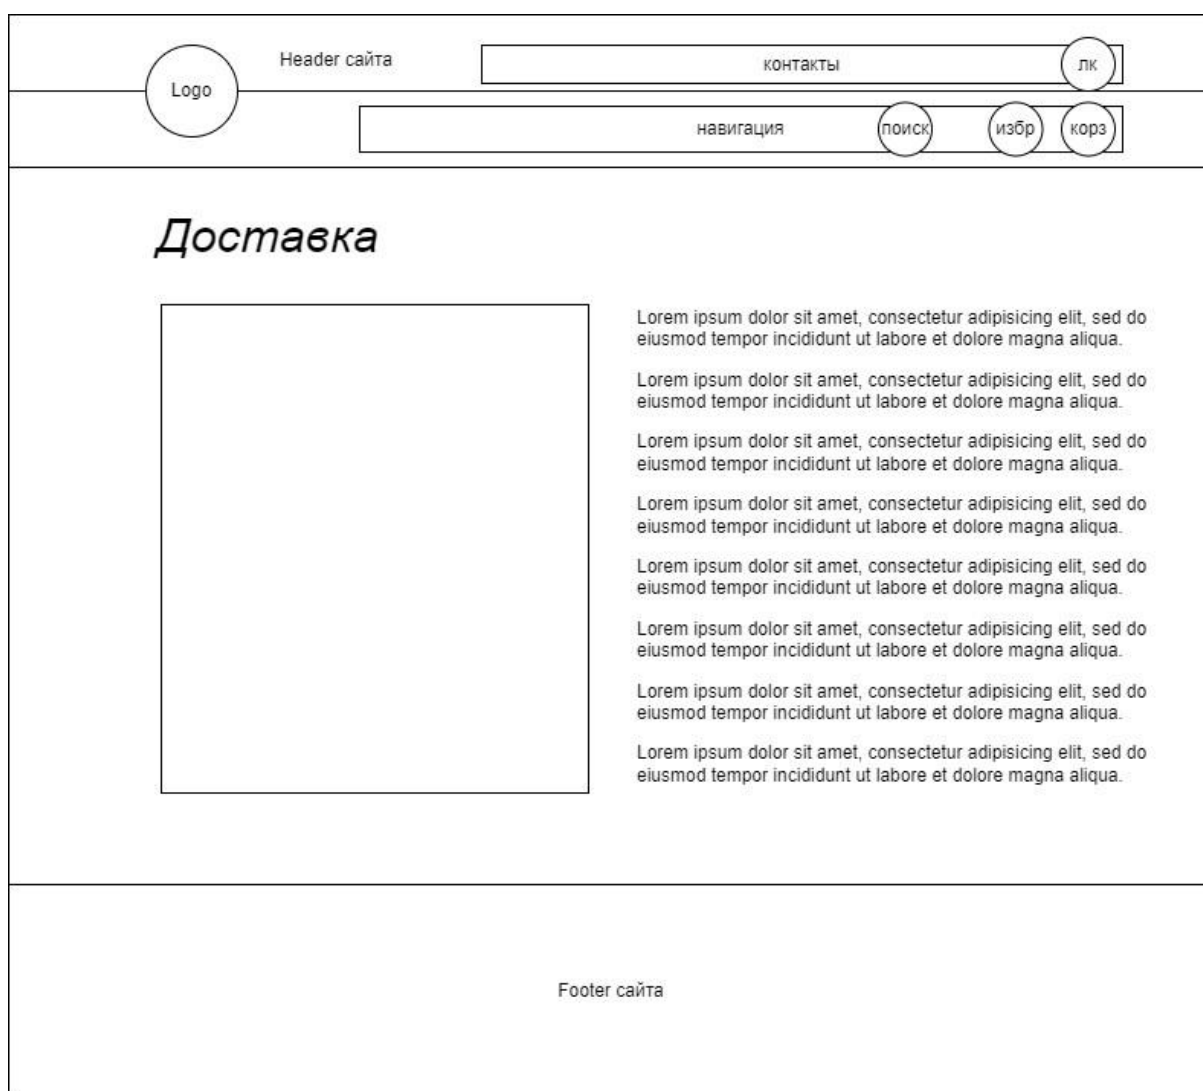 Header сайта
контакты
лк
Logo
навигация
поиск
избр
корз
Доставка
Lorem ipsum dolor sit amet, consectetur adipisicing elit, sed do
eiusmod tempor incididunt ut labore et dolore magna aliqua.
Lorem ipsum dolor sit amet, consectetur adipisicing elit, sed do
eiusmod tempor incididunt ut labore et dolore magna aliqua.
Lorem ipsum dolor sit amet, consectetur adipisicing elit, sed do
eiusmod tempor incididunt ut labore et dolore magna aliqua.
Lorem ipsum dolor sit amet, consectetur adipisicing elit, sed do
eiusmod tempor incididunt ut labore et dolore magna aliqua.
Lorem ipsum dolor sit amet, consectetur adipisicing elit, sed do
eiusmod tempor incididunt ut labore et dolore magna aliqua.
Lorem ipsum dolor sit amet, consectetur adipisicing elit, sed do
eiusmod tempor incididunt ut labore et dolore magna aliqua.
Lorem ipsum dolor sit amet, consectetur adipisicing elit, sed do
eiusmod tempor incididunt ut labore et dolore magna aliqua.
Lorem ipsum dolor sit amet, consectetur adipisicing elit, sed do
eiusmod tempor incididunt ut labore et dolore magna aliqua.
Footer сайта